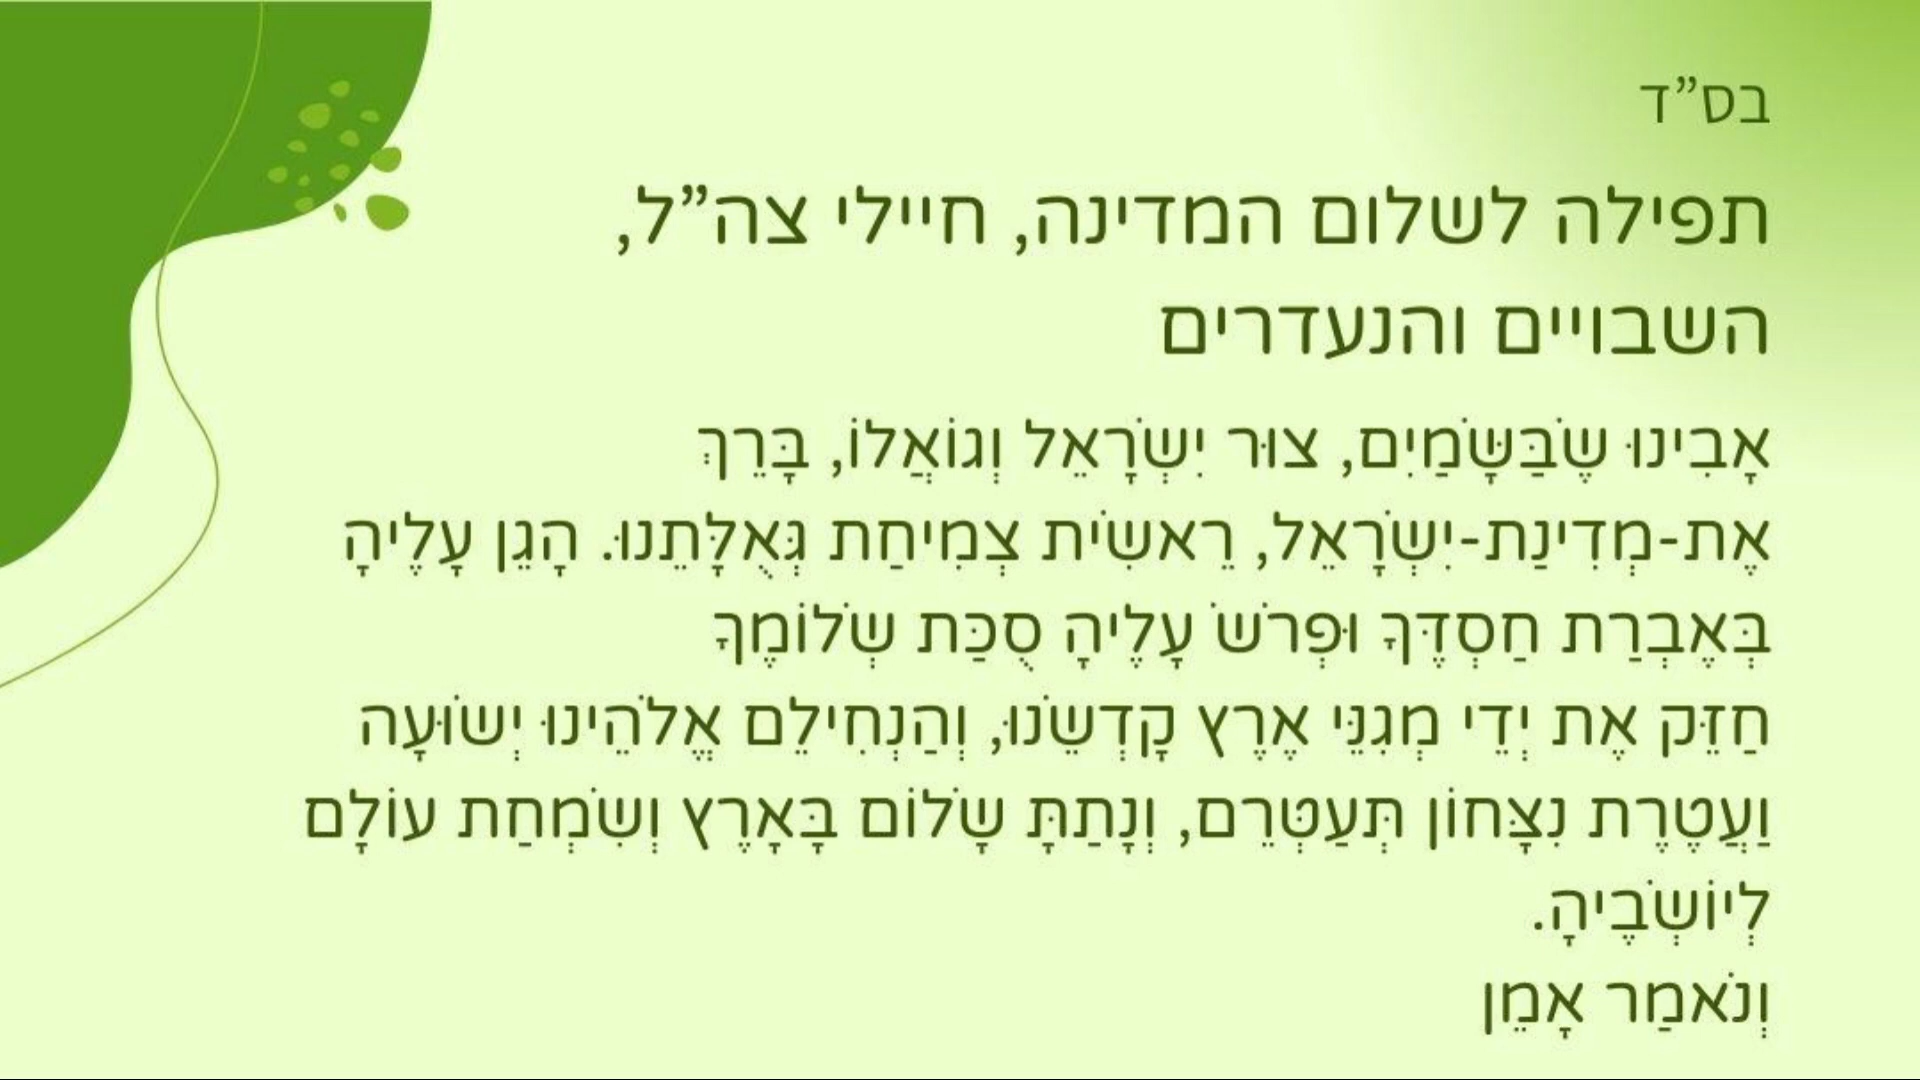 בס”ד
תפילה לשלום המדינה, חיילי צה”ל,
השבויים והנעדרים
אָבִינוּ שֶׁבַּשָּׁמַיִם, צוּר יִשְׂרָאֵל וְגוֹאֲלוֹ, בָּרֵךְ
אֶת-מְדִינַת-יִשְׂרָאֵל, רֵאשִׁית צְמִיחַת גְּאֻלָּתֵנוּ. הָגֵן עָלֶיהָ
בְּאֶבְרַת חַסְדֶּךָ וּפְרֹשׂ עָלֶיהָ סֻכַּת שְׁלוֹמֶךָ
חַזֵּק אֶת יְדֵי מְגִנֵּי אֶרֶץ קָדְשֵׁנוּ, וְהַנְחִילֵם אֱלֹהֵינוּ יְשׁוּעָה
וַעֲטֶרֶת נִצָּחוֹן תְּעַטְּרֵם, וְנָתַתָּ שָׁלוֹם בָּאָרֶץ וְשִׂמְחַת עוֹלָם
לְיוֹשְׁבֶיהָ.
וְנֹאמַר אָמֵן